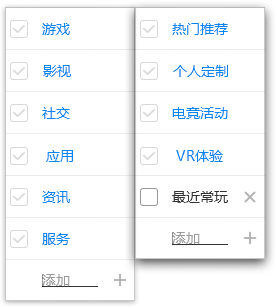 游戏
影视
社交
应用
资讯
服务
添加
热门推荐
个人定制
电竞活动
VR体验
最近常玩
添加